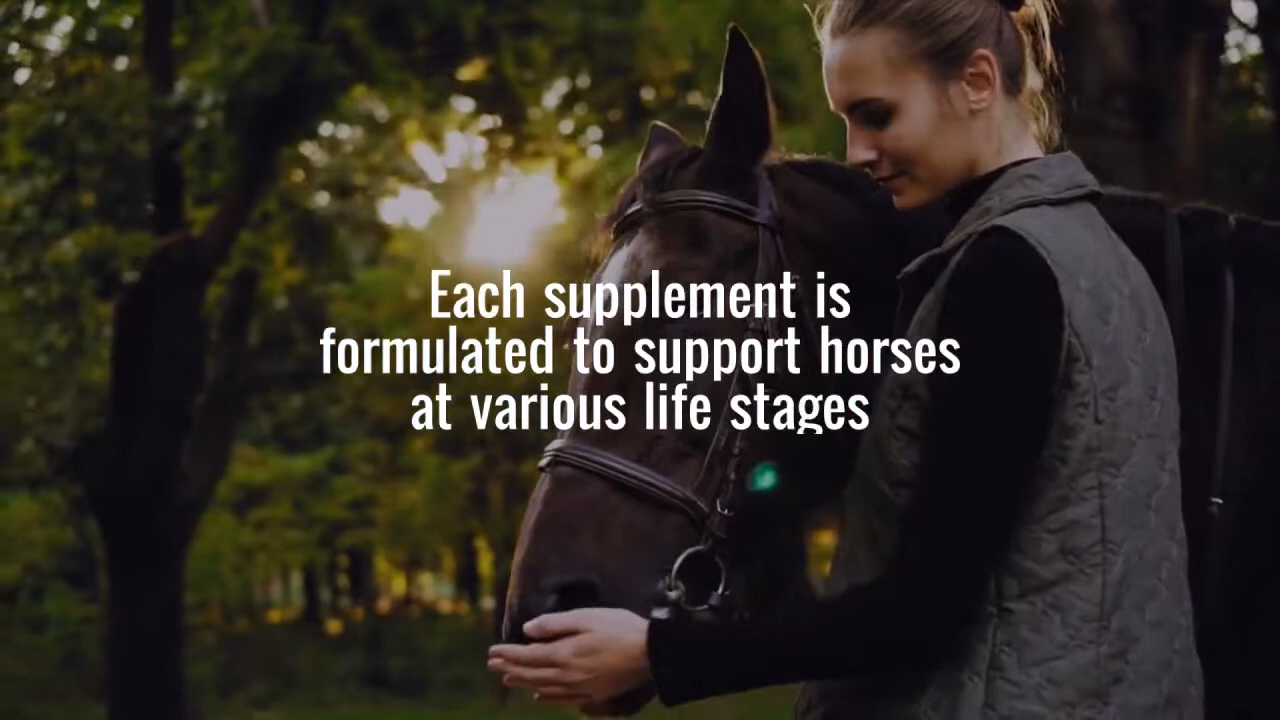 Each supplement is
formulated to support horses
at various life stages